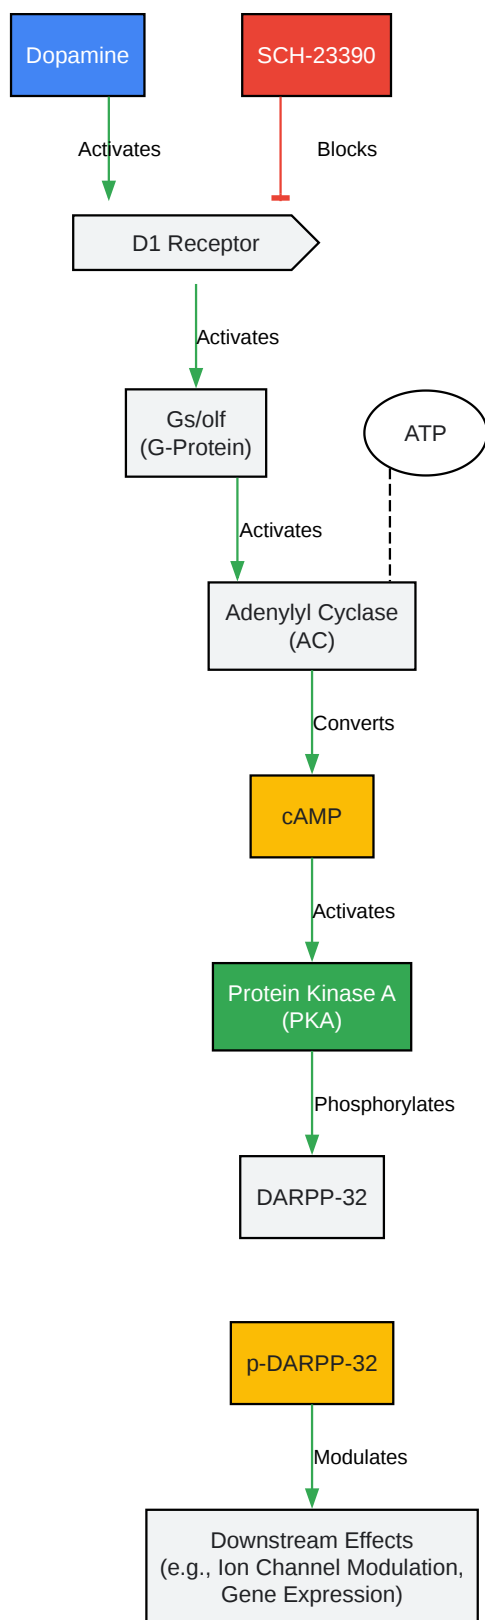 Dopamine
SCH-23390
Activates
Blocks
D1 Receptor
Activates
Gs/olf
(G-Protein)
ATP
Activates
Adenylyl Cyclase
(AC)
Converts
cAMP
Activates
Protein Kinase A
(PKA)
Phosphorylates
DARPP-32
p-DARPP-32
Modulates
Downstream Effects
(e.g., Ion Channel Modulation,
Gene Expression)